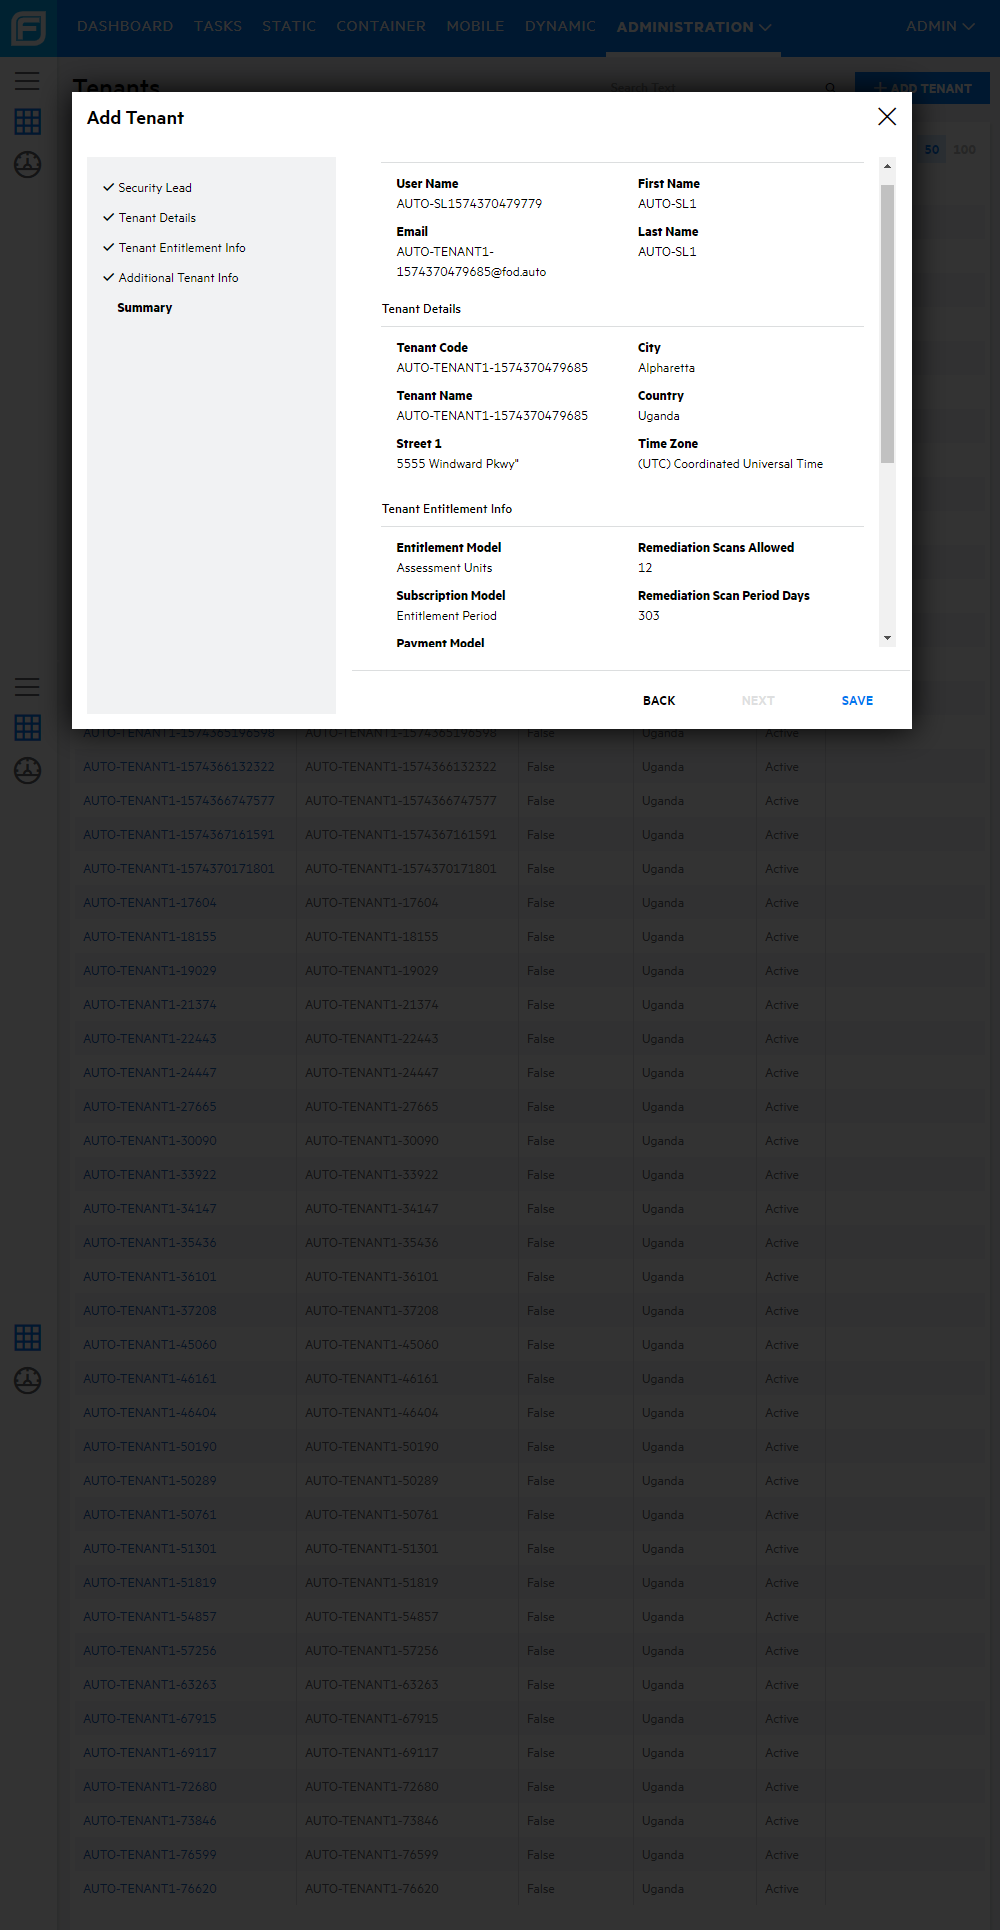 DASHBOARD TASKS STATIC CONTAINER MOBILE DYNAMIC ADMINISTRATION ADMIN
Tenants Search Text + ADD TENANT
50 100
Add Tenant
Security Lead
Tenant Details
Tenant Entitlement Info
Additional Tenant Info
Summary
User Name First Name
AUTO-SL1574370479779 AUTO-SL1
Email Last Name
AUTO-TENANT1- AUTO-SL1
1574370479685@fod.auto
Tenant Details
Tenant Code City
AUTO-TENANT1-1574370479685 Alpharetta
Tenant Name Country
AUTO-TENANT1-1574370479685 Uganda
Street 1 Time Zone
5555 Windward Pkwy" (UTC) Coordinated Universal Time
Tenant Entitlement Info
Entitlement Model Remediation Scans Allowed
Assessment Units 12
Subscription Model Remediation Scan Period Days
Entitlement Period 303
Payment Model
BACK NEXT SAVE
AUTO-TENANT1-1574365196598 AUTO-TENANT1-1574365196598 False Uganda Active
AUTO-TENANT1-1574366132322 AUTO-TENANT1-1574366132322 False Uganda Active
AUTO-TENANT1-1574366747577 AUTO-TENANT1-1574366747577 False Uganda Active
AUTO-TENANT1-1574367161591 AUTO-TENANT1-1574367161591 False Uganda Active
AUTO-TENANT1-1574370171801 AUTO-TENANT1-1574370171801 False Uganda Active
AUTO-TENANT1-17604 AUTO-TENANT1-17604 False Uganda Active
AUTO-TENANT1-18155 AUTO-TENANT1-18155 False Uganda Active
AUTO-TENANT1-19029 AUTO-TENANT1-19029 False Uganda Active
AUTO-TENANT1-21374 AUTO-TENANT1-21374 False Uganda Active
AUTO-TENANT1-22443 AUTO-TENANT1-22443 False Uganda Active
AUTO-TENANT1-24447 AUTO-TENANT1-24447 False Uganda Active
AUTO-TENANT1-27665 AUTO-TENANT1-27665 False Uganda Active
AUTO-TENANT1-30090 AUTO-TENANT1-30090 False Uganda Active
AUTO-TENANT1-33922 AUTO-TENANT1-33922 False Uganda Active
AUTO-TENANT1-34147 AUTO-TENANT1-34147 False Uganda Active
AUTO-TENANT1-35436 AUTO-TENANT1-35436 False Uganda Active
AUTO-TENANT1-36101 AUTO-TENANT1-36101 False Uganda Active
AUTO-TENANT1-37208 AUTO-TENANT1-37208 False Uganda Active
AUTO-TENANT1-45060 AUTO-TENANT1-45060 False Uganda Active
AUTO-TENANT1-46161 AUTO-TENANT1-46161 False Uganda Active
AUTO-TENANT1-46404 AUTO-TENANT1-46404 False Uganda Active
AUTO-TENANT1-50190 AUTO-TENANT1-50190 False Uganda Active
AUTO-TENANT1-50289 AUTO-TENANT1-50289 False Uganda Active
AUTO-TENANT1-50761 AUTO-TENANT1-50761 False Uganda Active
AUTO-TENANT1-51301 AUTO-TENANT1-51301 False Uganda Active
AUTO-TENANT1-51819 AUTO-TENANT1-51819 False Uganda Active
AUTO-TENANT1-54857 AUTO-TENANT1-54857 False Uganda Active
AUTO-TENANT1-57256 AUTO-TENANT1-57256 False Uganda Active
AUTO-TENANT1-63263 AUTO-TENANT1-63263 False Uganda Active
AUTO-TENANT1-67915 AUTO-TENANT1-67915 False Uganda Active
AUTO-TENANT1-69117 AUTO-TENANT1-69117 False Uganda Active
AUTO-TENANT1-72680 AUTO-TENANT1-72680 False Uganda Active
AUTO-TENANT1-73846 AUTO-TENANT1-73846 False Uganda Active
AUTO-TENANT1-76599 AUTO-TENANT1-76599 False Uganda Active
AUTO-TENANT1-76620 AUTO-TENANT1-76620 False Uganda Active